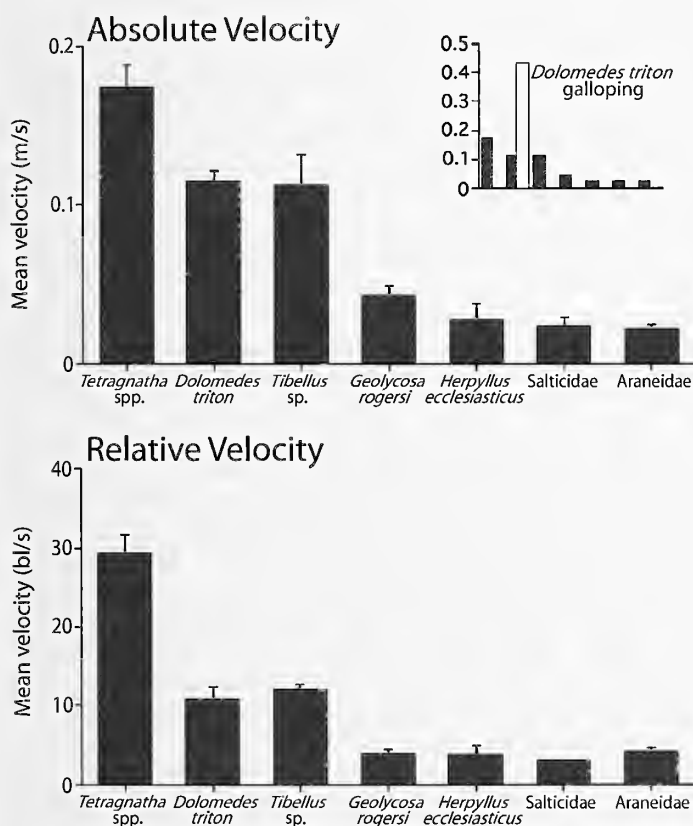 Absolute Velocity
Mean velocity (m/s)
0.2
0.1
0
0.5
0.4
0.3
0.2
0.1
0
Dolomedes triton
galloping
Tetragnatha
spp.
Dolomedes
triton
Tibellus
sp.
Geolycosa
rogersi
Herpyllus
ecclesiasticus
Salticidae
Araneidae
Relative Velocity
Mean velocity (bl/s)
40
30
20
10
0
Tetragnatha
spp.
Dolomedes
triton
Tibellus
sp.
Geolycosa
rogersi
Herpyllus
ecclesiasticus
Salticidae
Araneidae